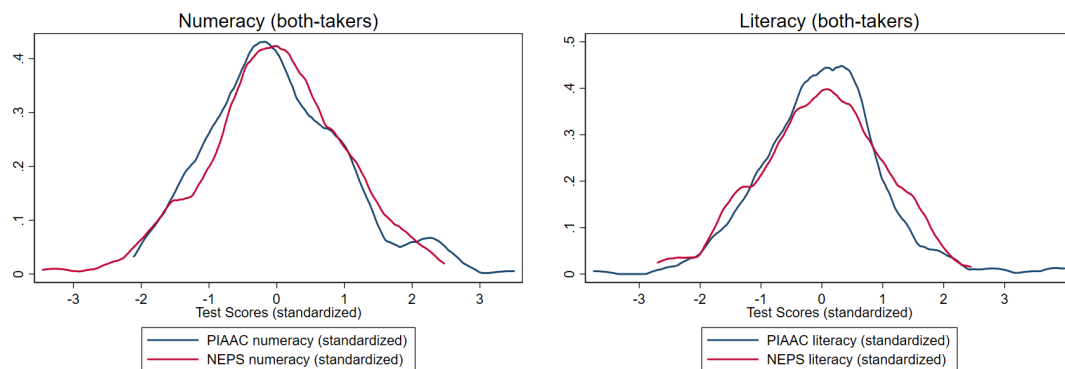 Numeracy (both-takers)
.4
.3
.2
.1
0
-3 -2 -1 0 1 2 3
Test Scores (standardized)
PIAAC numeracy (standardized)
NEPS numeracy (standardized)
Literacy (both-takers)
.5
.4
.3
.2
.1
0
-3 -2 -1 0 1 2 3
Test Scores (standardized)
PIAAC literacy (standardized)
NEPS literacy (standardized)